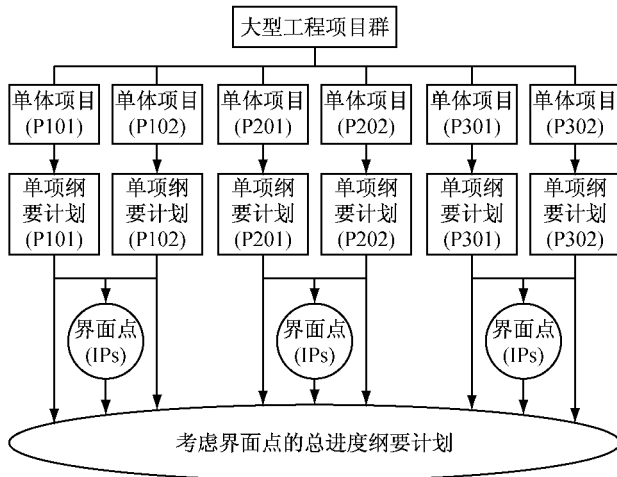 大型工程项目群
单体项目
(P101)
单体项目
(P102)
单体项目
(P201)
单体项目
(P202)
单体项目
(P301)
单体项目
(P302)
单项纲
要计划
(P101)
单项纲
要计划
(P102)
单项纲
要计划
(P201)
单项纲
要计划
(P202)
单项纲
要计划
(P301)
单项纲
要计划
(P302)
界面点
(IPs)
界面点
(IPs)
界面点
(IPs)
考虑界面点的总进度纲要计划